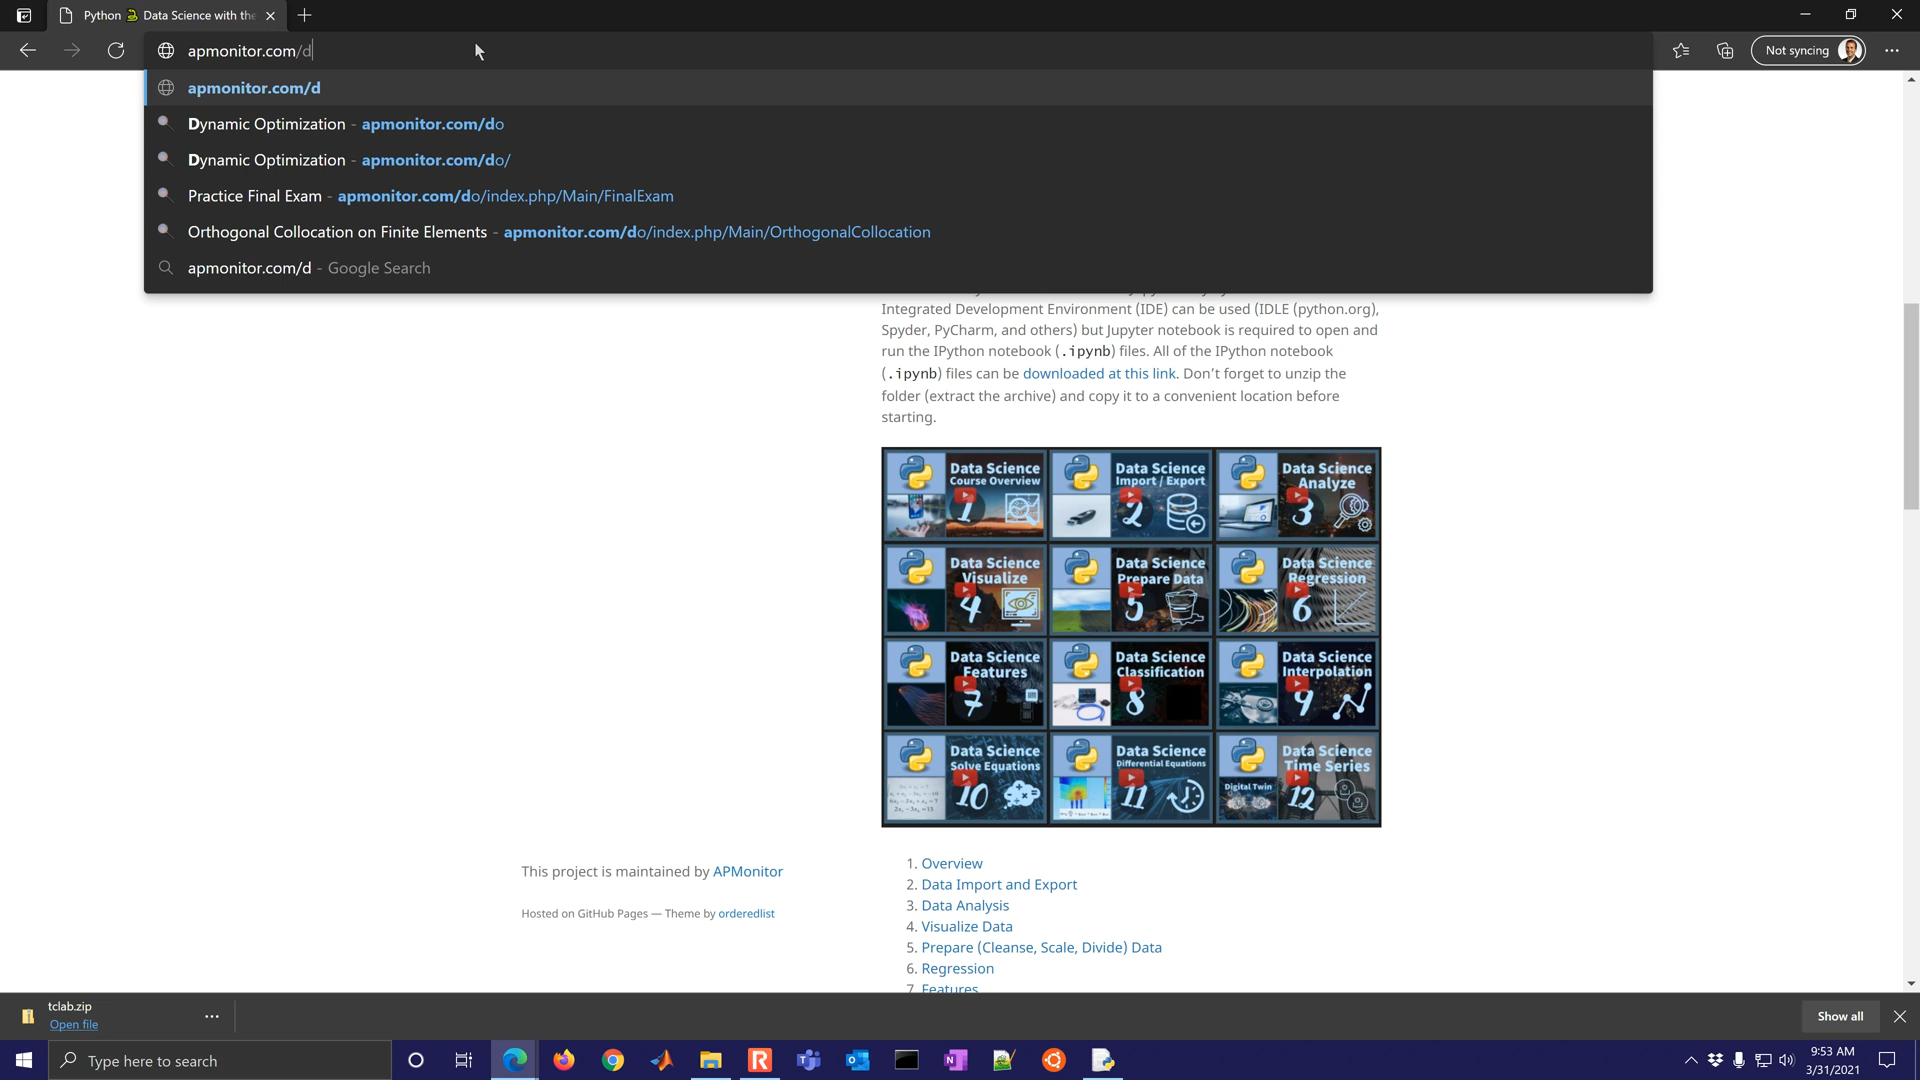 Python 🐍 Data Science with the
apmonitor.com/d
Not syncing
apmonitor.com/d
Dynamic Optimization - apmonitor.com/do
Dynamic Optimization - apmonitor.com/do/
Practice Final Exam - apmonitor.com/do/index.php/Main/FinalExam
Orthogonal Collocation on Finite Elements - apmonitor.com/do/index.php/Main/OrthogonalCollocation
apmonitor.com/d - Google Search
Integrated Development Environment (IDE) can be used (IDLE (python.org),
Spyder, PyCharm, and others) but Jupyter notebook is required to open and
run the IPython notebook (.ipynb) files. All of the IPython notebook
(.ipynb) files can be downloaded at this link. Don't forget to unzip the
folder (extract the archive) and copy it to a convenient location before
starting.
Data Science
Course Overview
1
Data Science
Import / Export
2
Data Science
Analyze
3
Data Science
Visualize
4
Data Science
Prepare Data
5
Data Science
Regression
6
Data Science
Features
7
Data Science
Classification
8
Data Science
Interpolation
9
Data Science
Solve Equations
10
Data Science
Differential Equations
11
Data Science
Time Series
Digital Twin
12
This project is maintained by APMonitor
Hosted on GitHub Pages — Theme by orderedlist
1. Overview
2. Data Import and Export
3. Data Analysis
4. Visualize Data
5. Prepare (Cleanse, Scale, Divide) Data
6. Regression
7. Features
tclab.zip
Open file
Show all
Type here to search
9:53 AM
3/31/2021